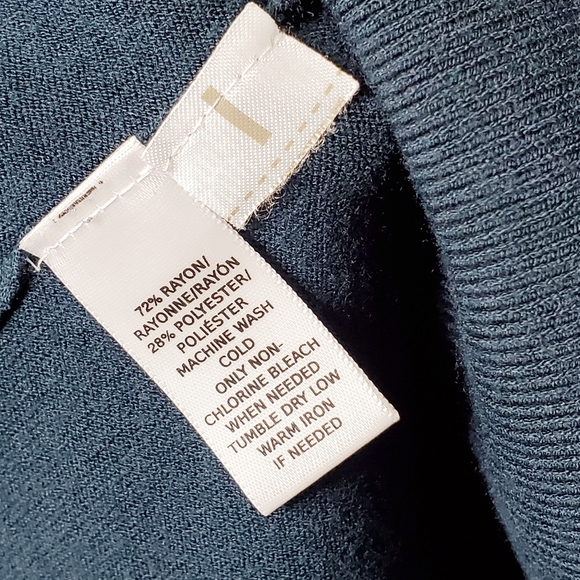 72% RAYON/
RAYONNE/RAYÓN
28% POLYESTER/
POLIÉSTER
MACHINE WASH
COLD
ONLY NON-
CHLORINE BLEACH
WHEN NEEDED
TUMBLE DRY LOW
WARM IRON
IF NEEDED